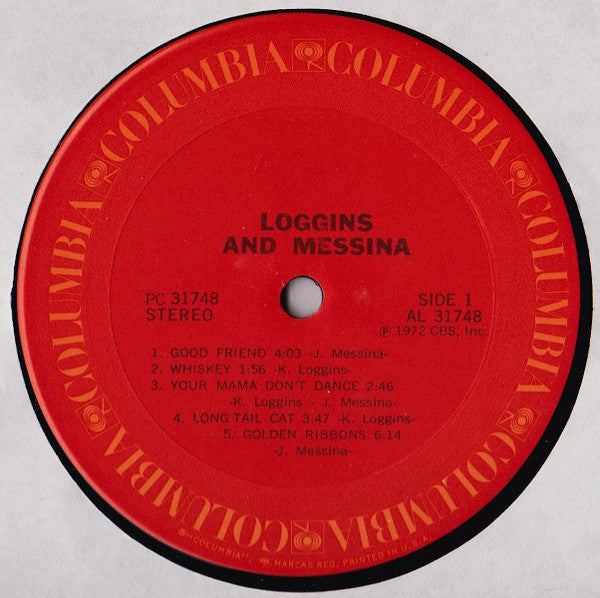 COLUMBIA COLUMBIA COLUMBIA COLUMBIA COLUMBIA COLUMBIA
LOGGINS
AND MESSINA
PC 31748
STEREO
SIDE 1
AL 31748
℗ 1972 CBS, Inc.
1. GOOD FRIEND 4:03 -J. Messina-
2. WHISKEY 1:56 -K. Loggins-
3. YOUR MAMA DON'T DANCE 2:46
-K. Loggins - J. Messina-
4. LONG TAIL CAT 3:47 -K. Loggins-
5. GOLDEN RIBBONS 6:14
-J. Messina-
®"COLUMBIA", MARCAS REG. PRINTED IN U.S.A.